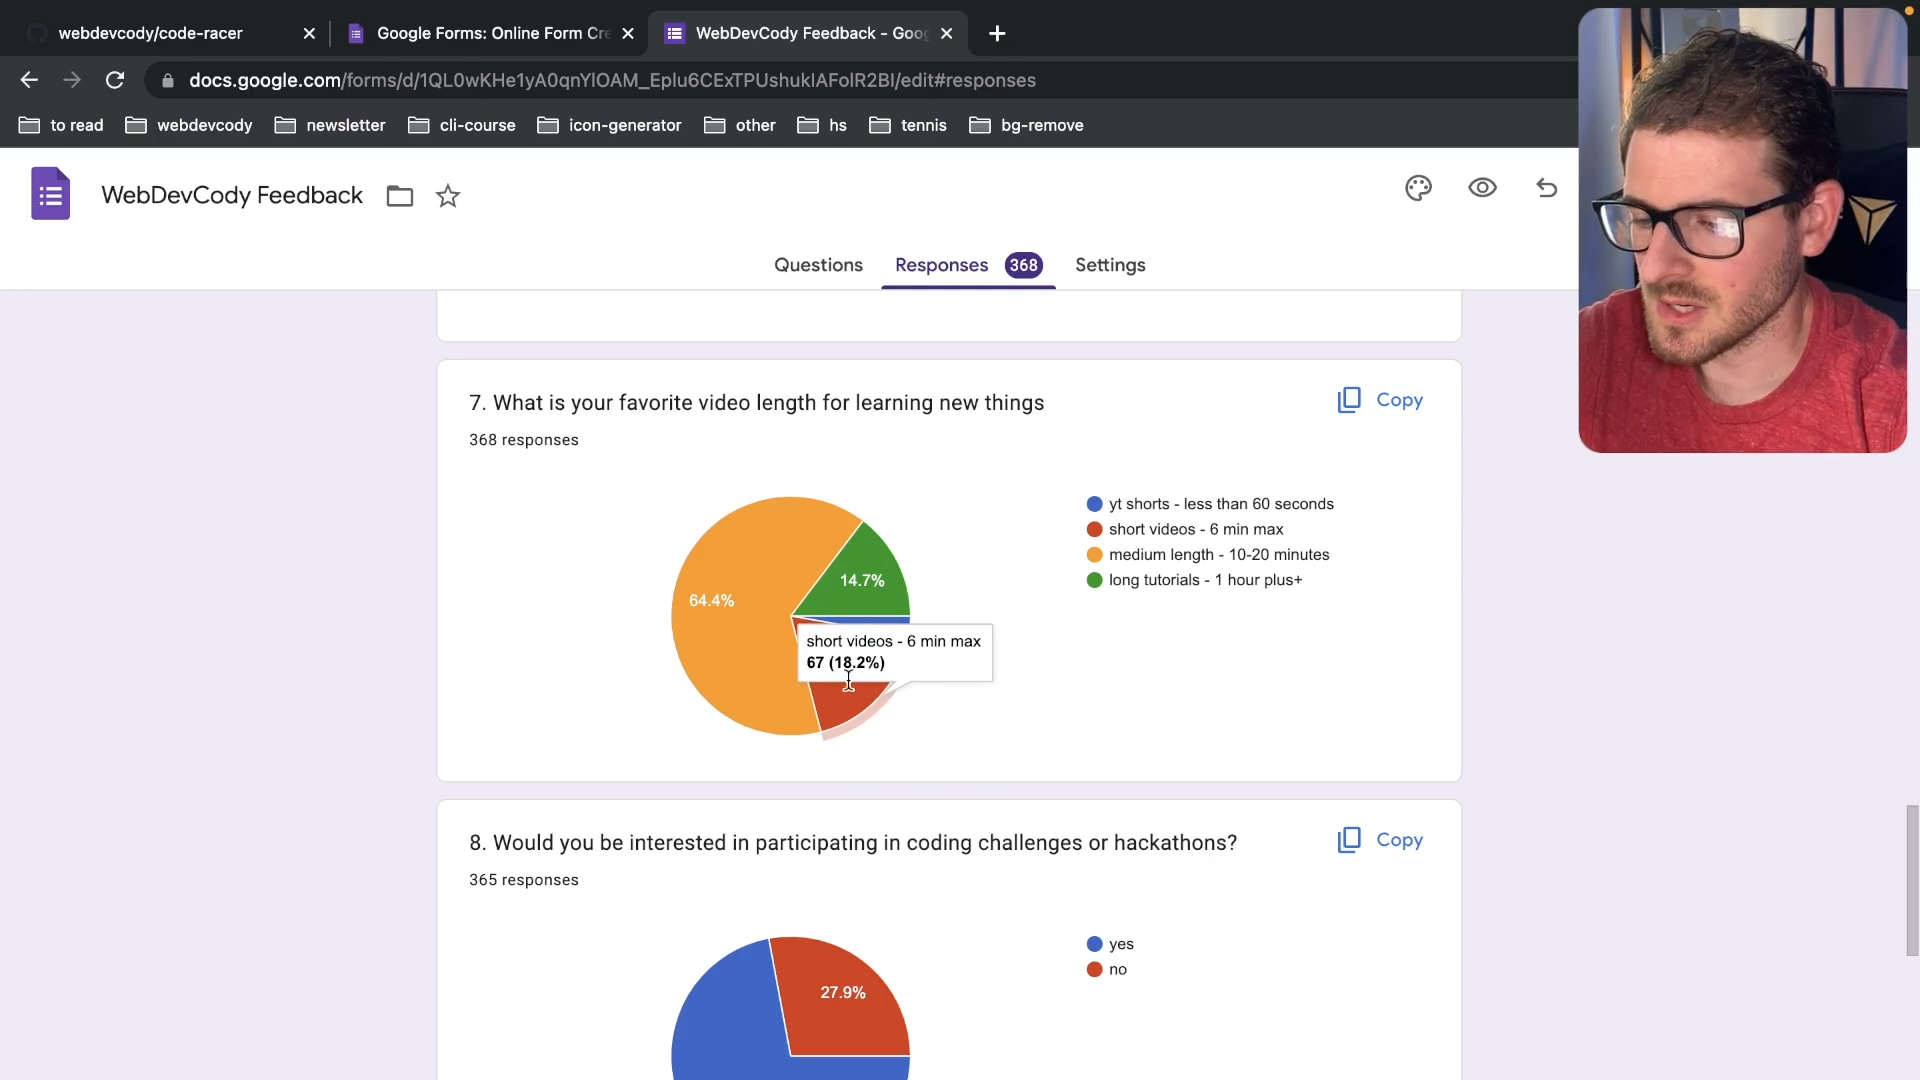 webdevcody/code-racer
Google Forms: Online Form Cre
WebDevCody Feedback - Goog
docs.google.com/forms/d/1QL0wKHe1yA0qnYlOAM_Eplu6CExTPUshuklAFolR2BI/edit#responses
to read
webdevcody
newsletter
cli-course
icon-generator
other
hs
tennis
bg-remove
WebDevCody Feedback
Questions
Responses 368
Settings
7. What is your favorite video length for learning new things
Copy
368 responses
yt shorts - less than 60 seconds
short videos - 6 min max
medium length - 10-20 minutes
long tutorials - 1 hour plus+
14.7%
64.4%
short videos - 6 min max
67 (18.2%)
8. Would you be interested in participating in coding challenges or hackathons?
Copy
365 responses
yes
no
27.9%